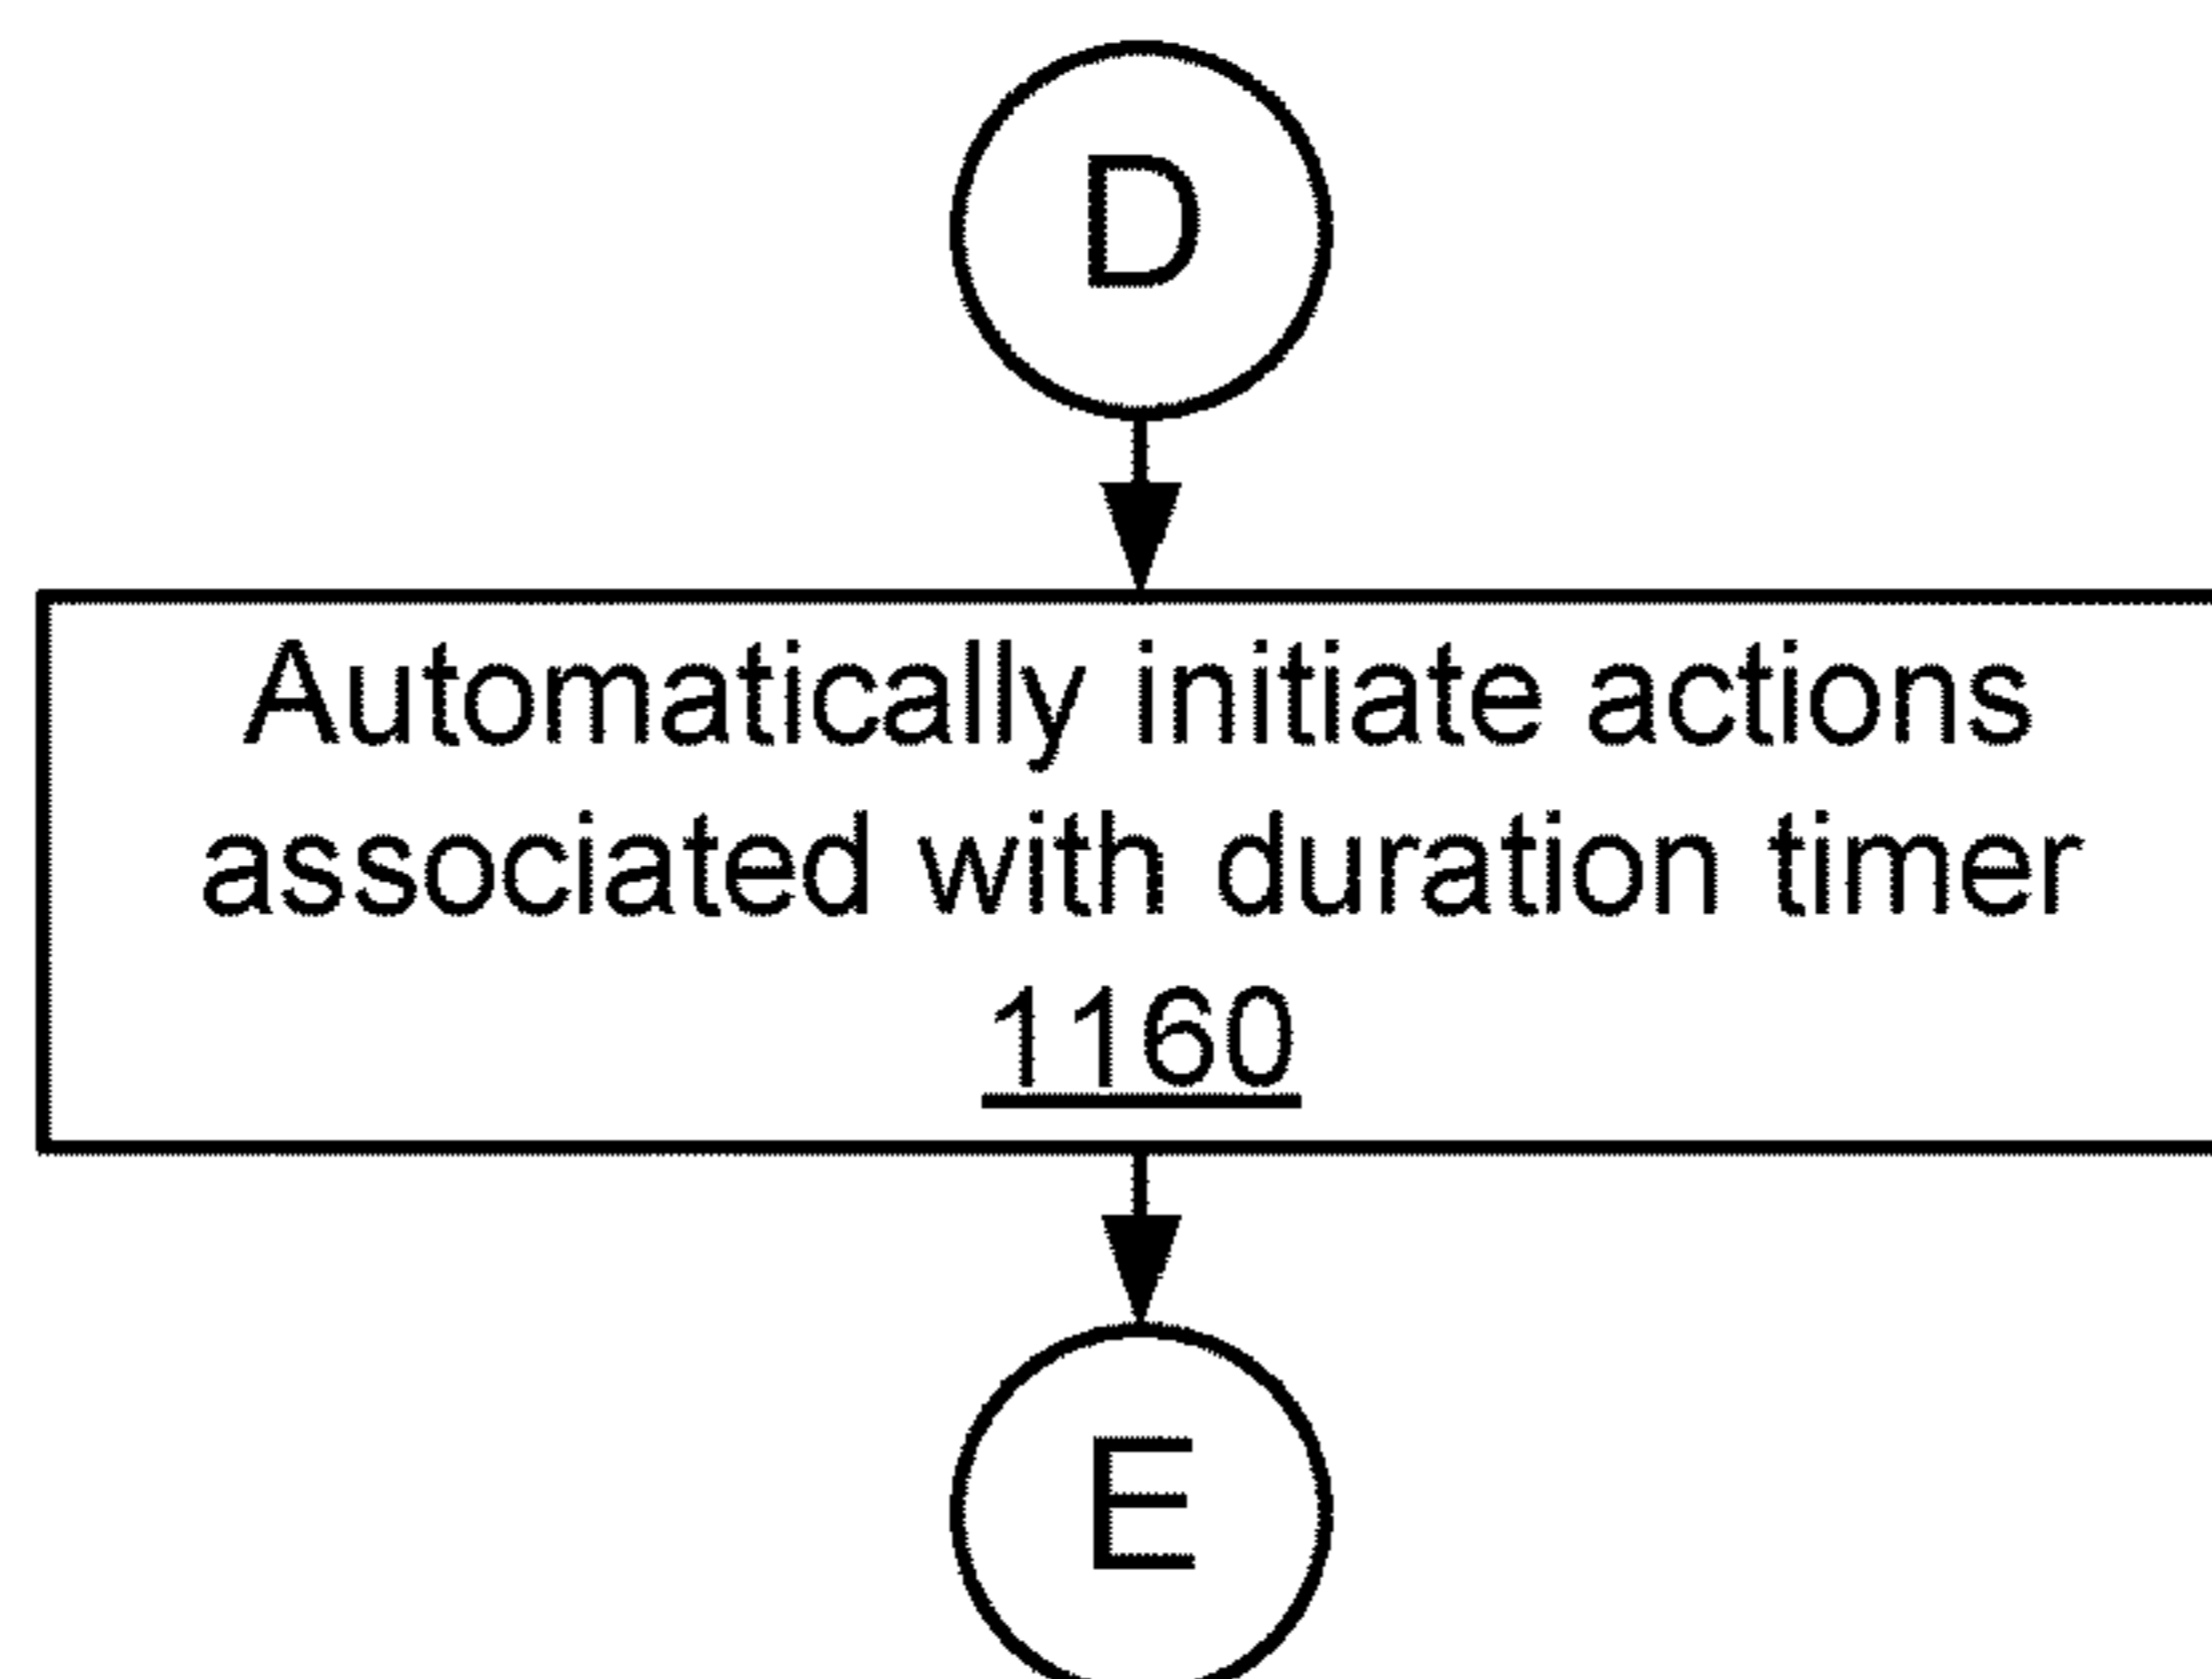 D
Automatically initiate actions
associated with duration timer
1160
E